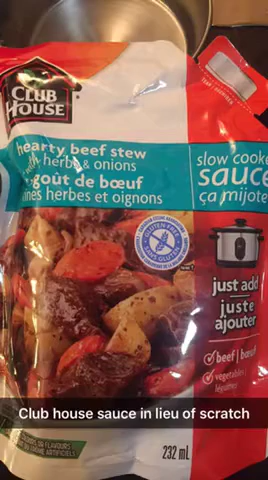 CLUB
HOUSE
hearty beef stew
herbs & onions
goût de bœuf
fines herbes et oignons
slow cooke
sauce
ça mijote
GLUTEN FREE
SANS GLUTEN
just add
juste
ajouter
beef | bœuf
vegetables |
légumes
Club house sauce in lieu of scratch
232 mL